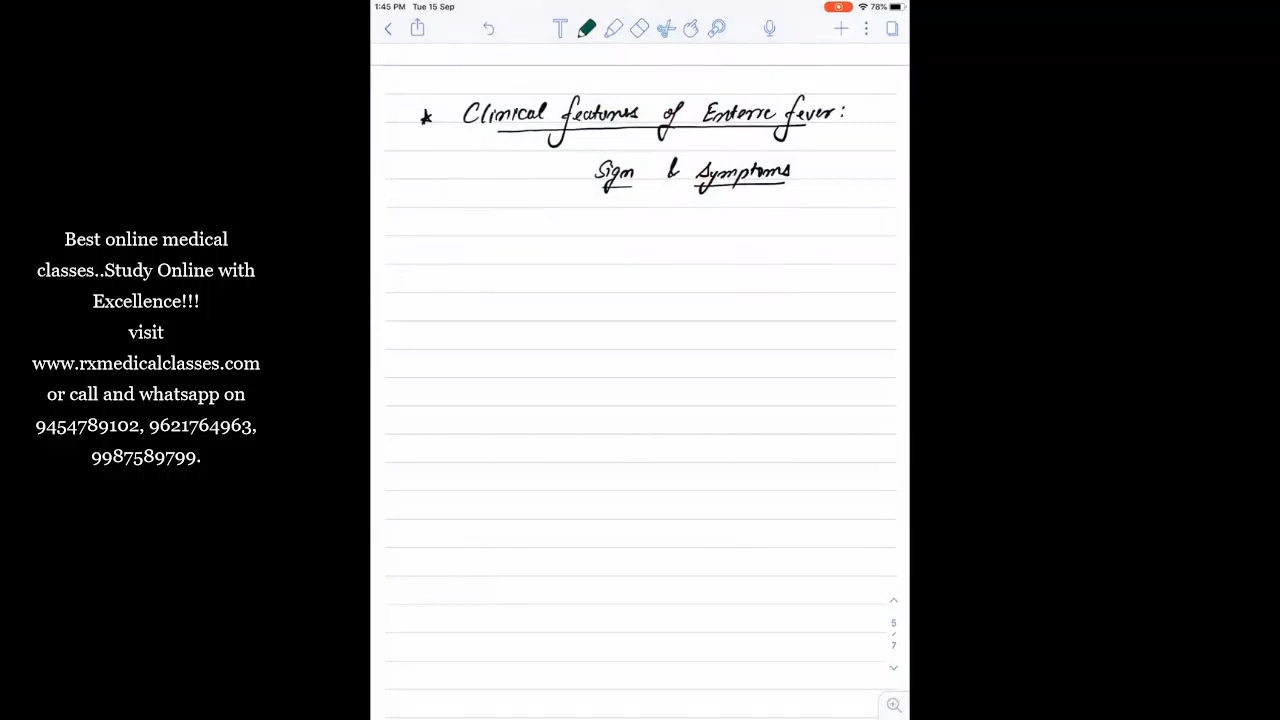 1:45 PM Tue 15 Sep
78%
* Clinical features of Enteric fever:
Sign & Symptoms
Best online medical
classes..Study Online with
Excellence!!!
visit
www.rxmedicalclasses.com
or call and whatsapp on
9454789102, 9621764963,
9987589799.
5
7